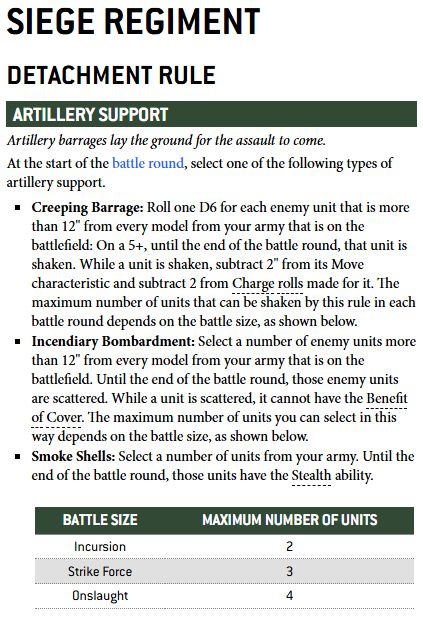 SIEGE REGIMENT
DETACHMENT RULE
ARTILLERY SUPPORT
Artillery barrages lay the ground for the assault to come.
At the start of the battle round, select one of the following types of
artillery support.
▪ Creeping Barrage: Roll one D6 for each enemy unit that is more
than 12" from every model from your army that is on the
battlefield: On a 5+, until the end of the battle round, that unit is
shaken. While a unit is shaken, subtract 2" from its Move
characteristic and subtract 2 from Charge rolls made for it. The
maximum number of units that can be shaken by this rule in each
battle round depends on the battle size, as shown below.
▪ Incendiary Bombardment: Select a number of enemy units more
than 12" from every model from your army that is on the
battlefield. Until the end of the battle round, those enemy units
are scattered. While a unit is scattered, it cannot have the Benefit
of Cover. The maximum number of units you can select in this
way depends on the battle size, as shown below.
▪ Smoke Shells: Select a number of units from your army. Until the
end of the battle round, those units have the Stealth ability.
BATTLE SIZE MAXIMUM NUMBER OF UNITS
Incursion 2
Strike Force 3
Onslaught 4